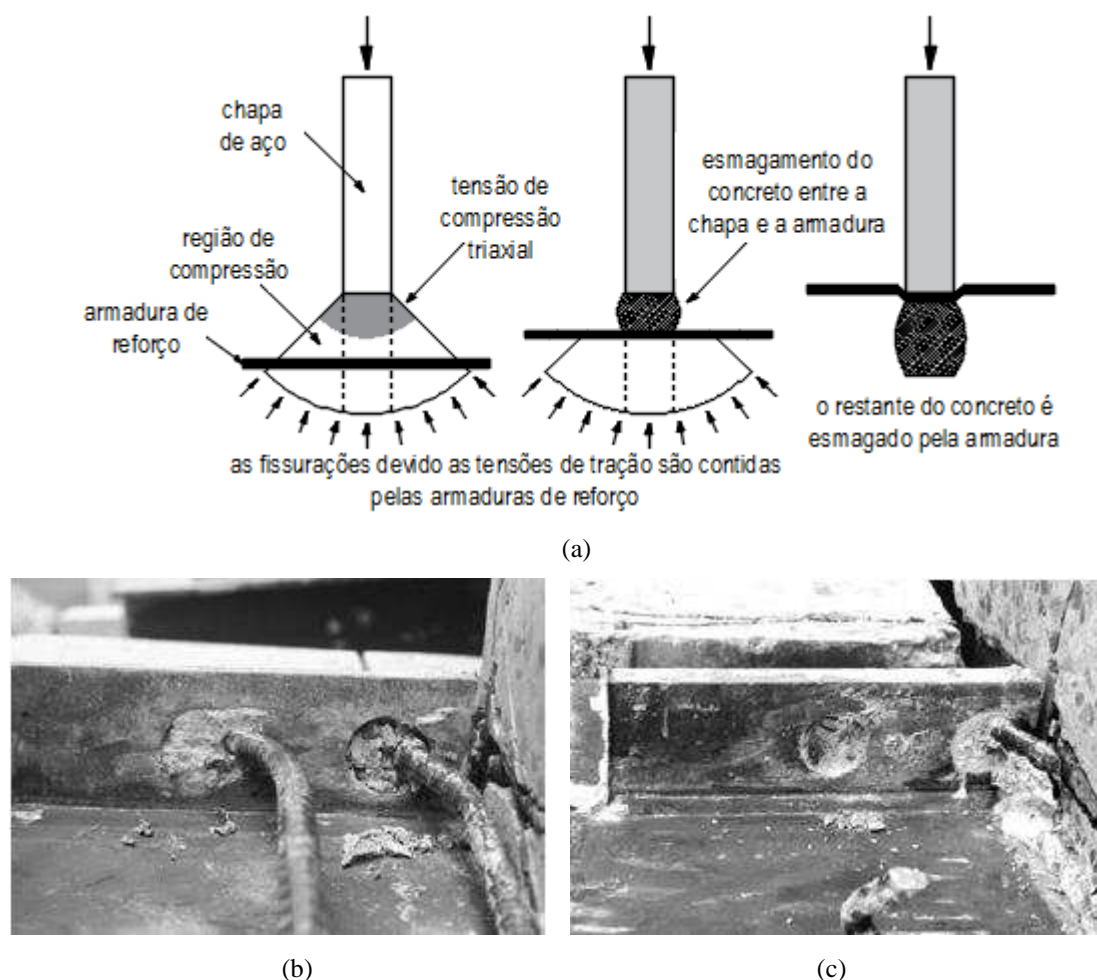 chapa
de aço
tensão de
compressão
triaxial
região de
compressão
armadura de
reforço
esmagamento do
concreto entre a
chapa e a armadura
o restante do concreto é
esmagado pela armadura
as fissurações devido as tensões de tração são contidas
pelas armaduras de reforço
(a)
(b)
(c)